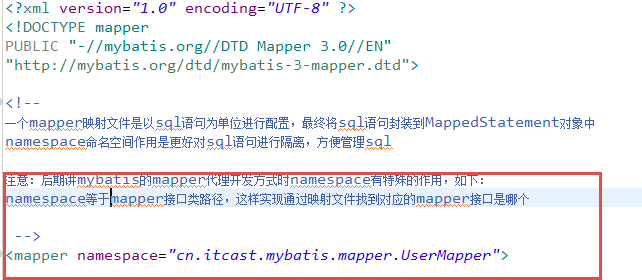 <?xml version="1.0" encoding="UTF-8" ?>
<!DOCTYPE mapper
PUBLIC "-//mybatis.org//DTD Mapper 3.0//EN"
"http://mybatis.org/dtd/mybatis-3-mapper.dtd">
<!--
一个mapper映射文件是以sql语句为单位进行配置，最终将sql语句封装到MappedStatement对象中
namespace命名空间作用是更好对sql语句进行隔离，方便管理sql
注意：后期讲mybatis的mapper代理开发方式时namespace有特殊的作用，如下：
namespace等于mapper接口类路径，这样实现通过映射文件找到对应的mapper接口是哪个
-->
<mapper namespace="cn.itcast.mybatis.mapper.UserMapper">